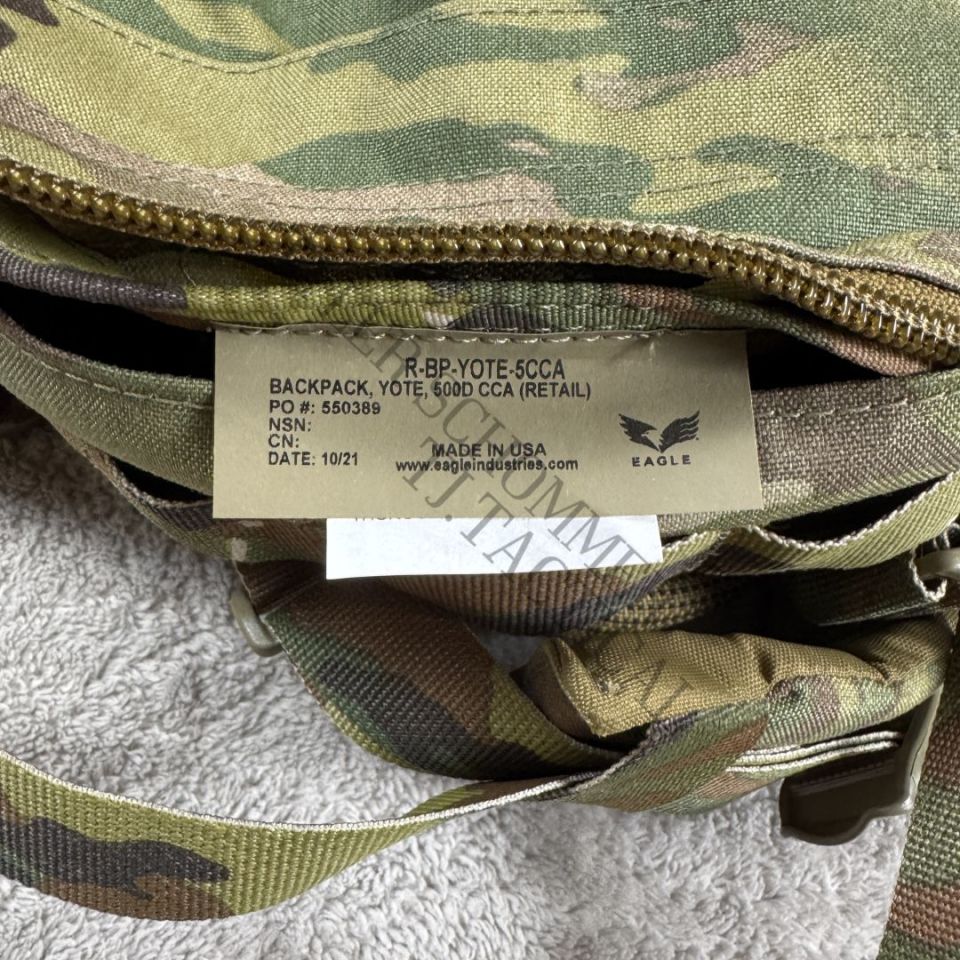 R-BP-YOTE-5CCA
BACKPACK, YOTE, 500D CCA (RETAIL)
PO #: 550389
NSN:
CN:
DATE: 10/21
MADE IN USA
www.eagleindustries.com
EAGLE